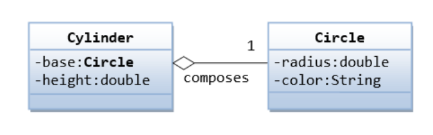 Cylinder
-base:Circle
-height:double
1
composes
Circle
-radius:double
-color:String